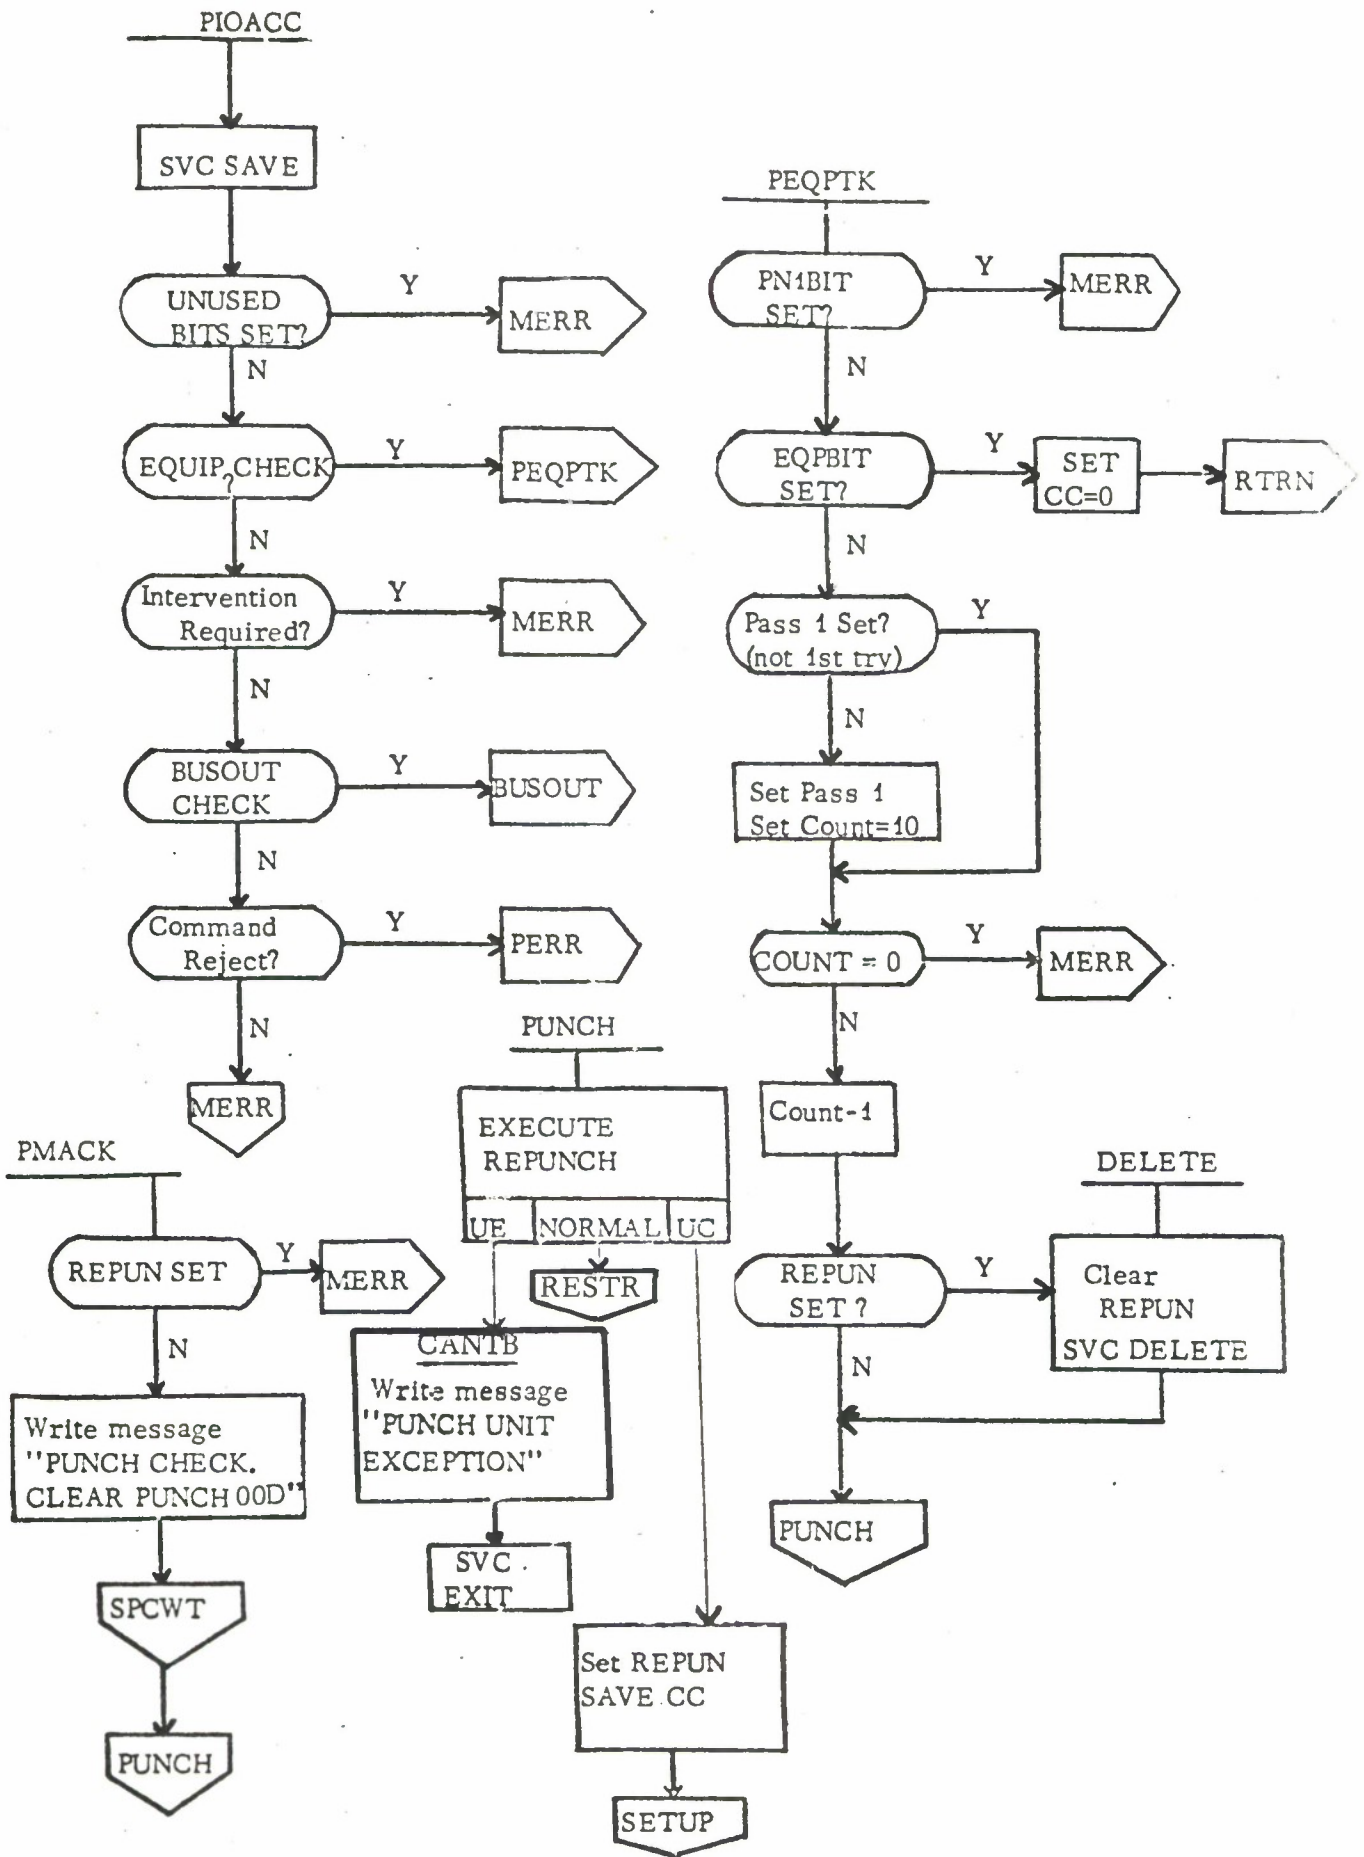 PIOACC
SVC SAVE
UNUSED
BITS SET?
Y
MERR
N
EQUIP. CHECK
?
Y
PEQPTK
N
Intervention
Required?
Y
MERR
N
BUSOUT
CHECK
Y
BUSOUT
N
Command
Reject?
Y
PERR
N
MERR
PMACK
REPUN SET
Y
MERR
N
Write message
"PUNCH CHECK.
CLEAR PUNCH 00D"
SPCWT
PUNCH
PUNCH
EXECUTE
REPUNCH
UE
NORMAL
UC
RESTR
CANTB
Write message
"PUNCH UNIT
EXCEPTION"
SVC
EXIT
Set REPUN
SAVE CC
SETUP
PEQPTK
PN1BIT
SET?
Y
MERR
N
EQPBIT
SET?
Y
SET
CC=0
RTRN
N
Pass 1 Set?
(not 1st try)
Y
N
Set Pass 1
Set Count=10
COUNT = 0
Y
MERR
N
Count-1
REPUN
SET ?
Y
N
DELETE
Clear
REPUN
SVC DELETE
PUNCH